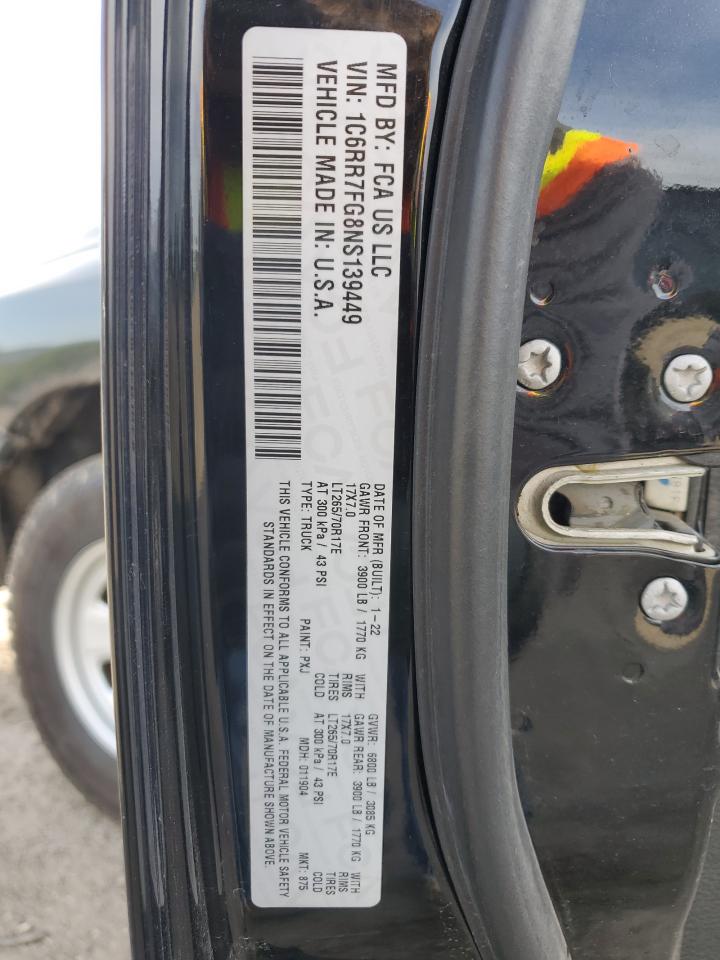 MFD BY: FCA US LLC
VIN: 1C6RR7FG8NS139449
VEHICLE MADE IN: U.S.A.
DATE OF MFR (BUILT): 1-22 GVWR: 6800 LB / 3085 KG
GAWR FRONT: 3900 LB / 1770 KG WITH GAWR REAR: 3900 LB / 1770 KG WITH
17X7.0 RIMS 17X7.0 RIMS
LT265/70R17E TIRES LT265/70R17E TIRES
AT 300 kPa / 43 PSI COLD AT 300 kPa / 43 PSI COLD
TYPE: TRUCK PAINT: PXJ MDH: 011904 MKT: 875
THIS VEHICLE CONFORMS TO ALL APPLICABLE U.S.A. FEDERAL MOTOR VEHICLE SAFETY
STANDARDS IN EFFECT ON THE DATE OF MANUFACTURE SHOWN ABOVE.